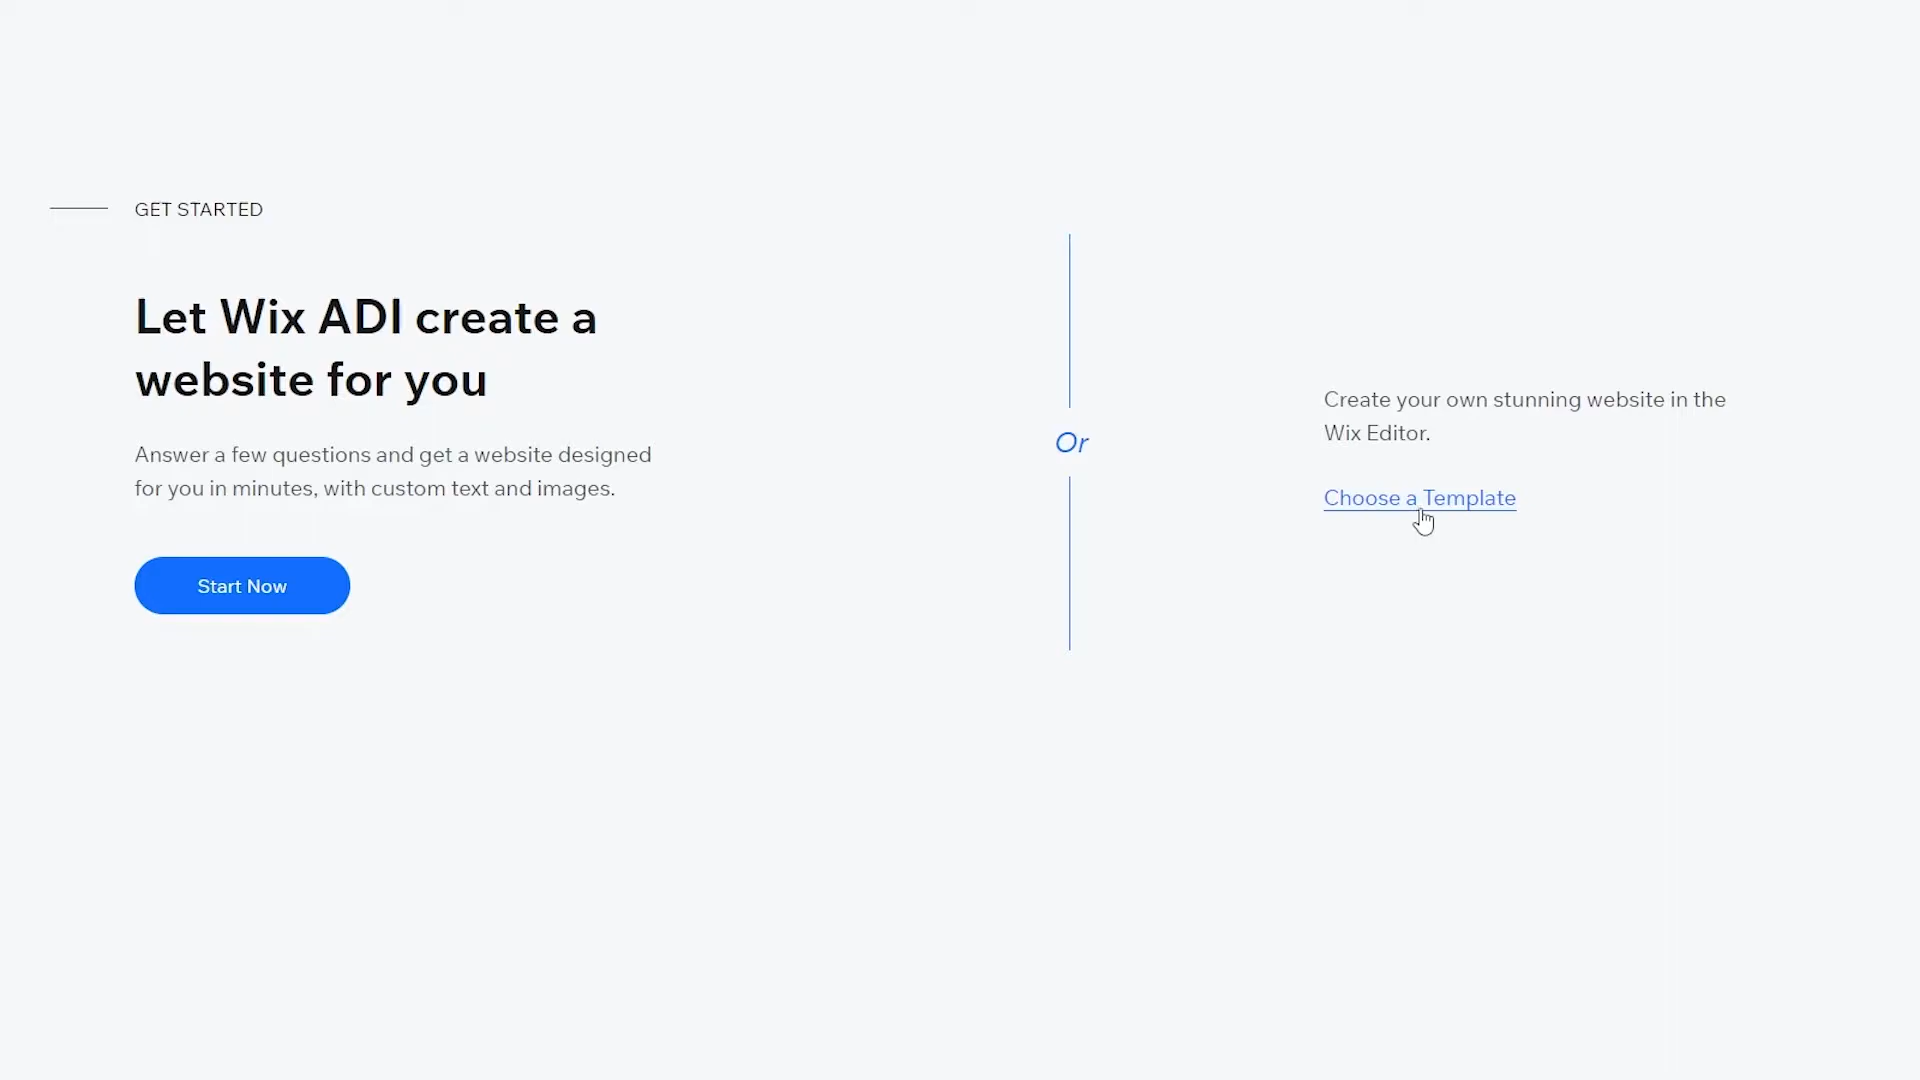 GET STARTED
Let Wix ADI create a
website for you
Answer a few questions and get a website designed
for you in minutes, with custom text and images.
Start Now
Or
Create your own stunning website in the
Wix Editor.
Choose a Template